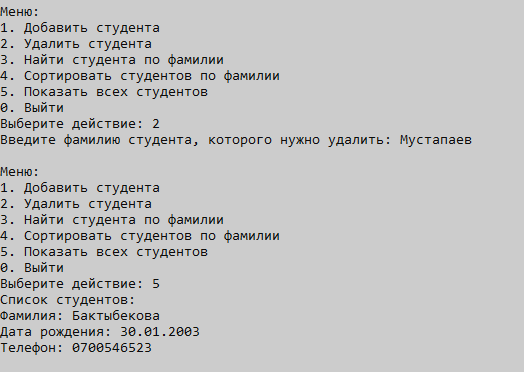 Меню:
1. Добавить студента
2. Удалить студента
3. Найти студента по фамилии
4. Сортировать студентов по фамилии
5. Показать всех студентов
0. Выйти
Выберите действие: 2
Введите фамилию студента, которого нужно удалить: Мустапаев
Меню:
1. Добавить студента
2. Удалить студента
3. Найти студента по фамилии
4. Сортировать студентов по фамилии
5. Показать всех студентов
0. Выйти
Выберите действие: 5
Список студентов:
Фамилия: Бактыбекова
Дата рождения: 30.01.2003
Телефон: 0700546523